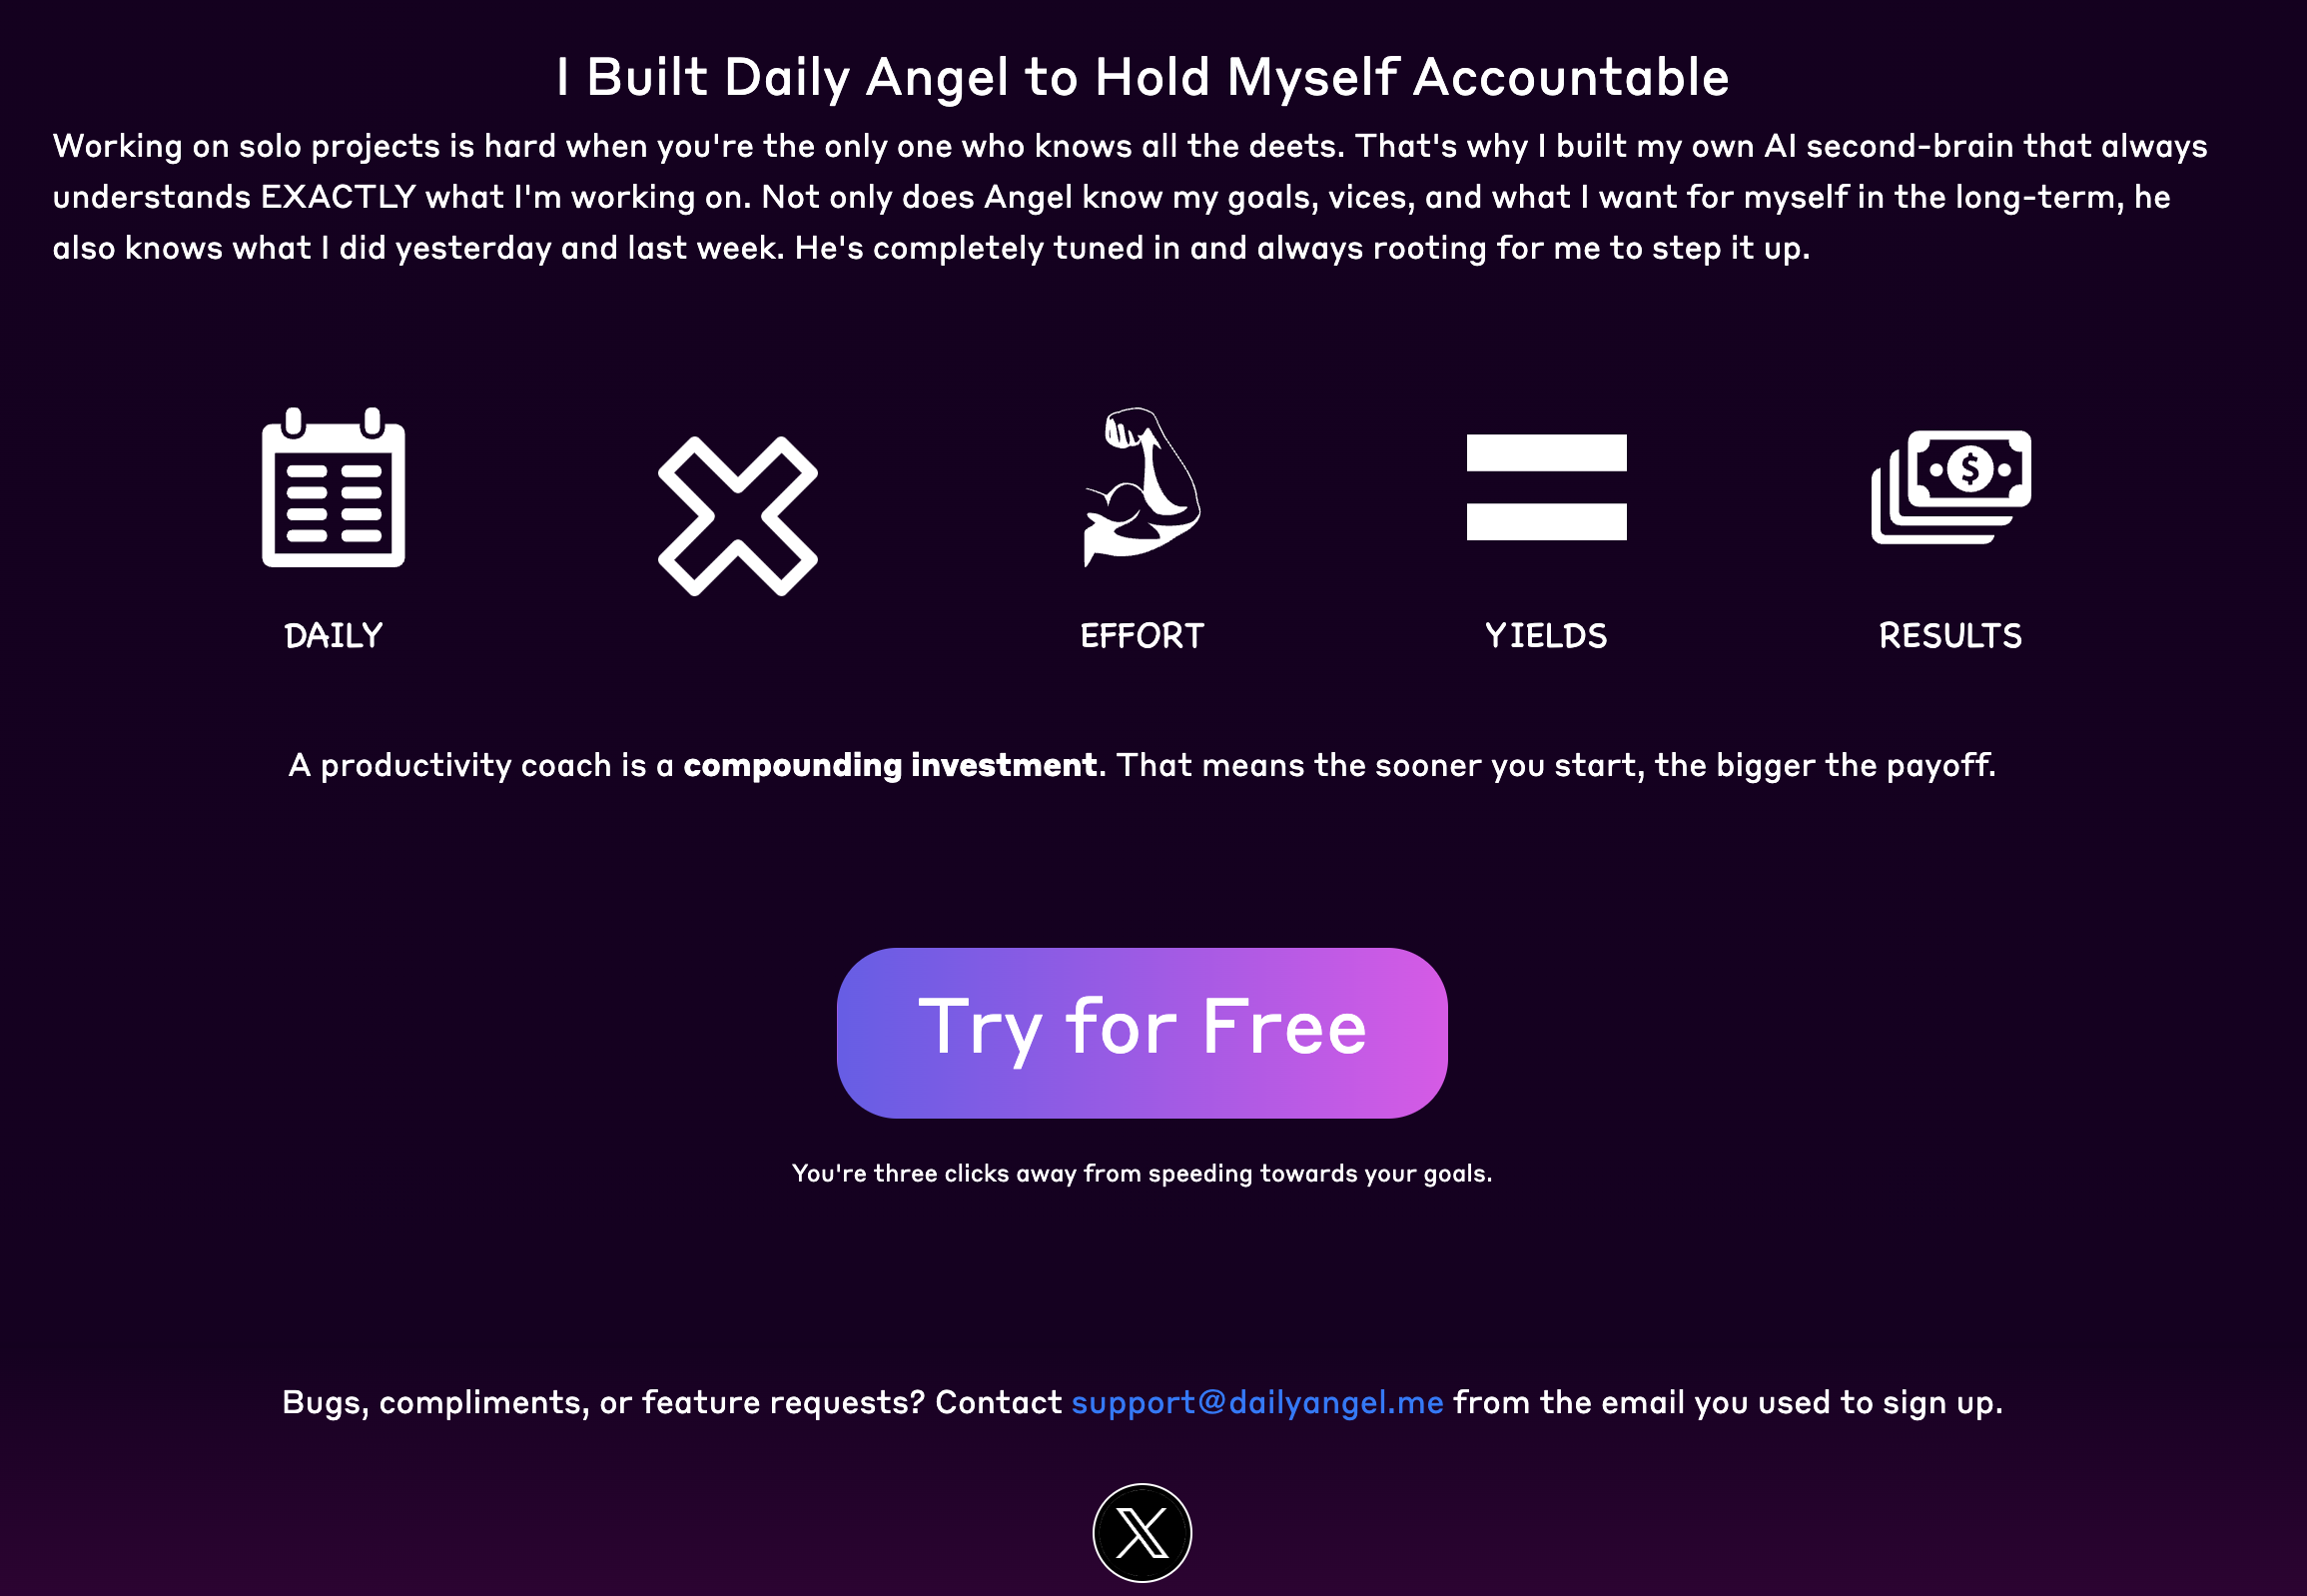 I Built Daily Angel to Hold Myself Accountable
Working on solo projects is hard when you're the only one who knows all the deets. That's why I built my own AI second-brain that always
understands EXACTLY what I'm working on. Not only does Angel know my goals, vices, and what I want for myself in the long-term, he
also knows what I did yesterday and last week. He's completely tuned in and always rooting for me to step it up.
DAILY
EFFORT
YIELDS
RESULTS
A productivity coach is a compounding investment. That means the sooner you start, the bigger the payoff.
Try for Free
You're three clicks away from speeding towards your goals.
Bugs, compliments, or feature requests? Contact support@dailyangel.me from the email you used to sign up.